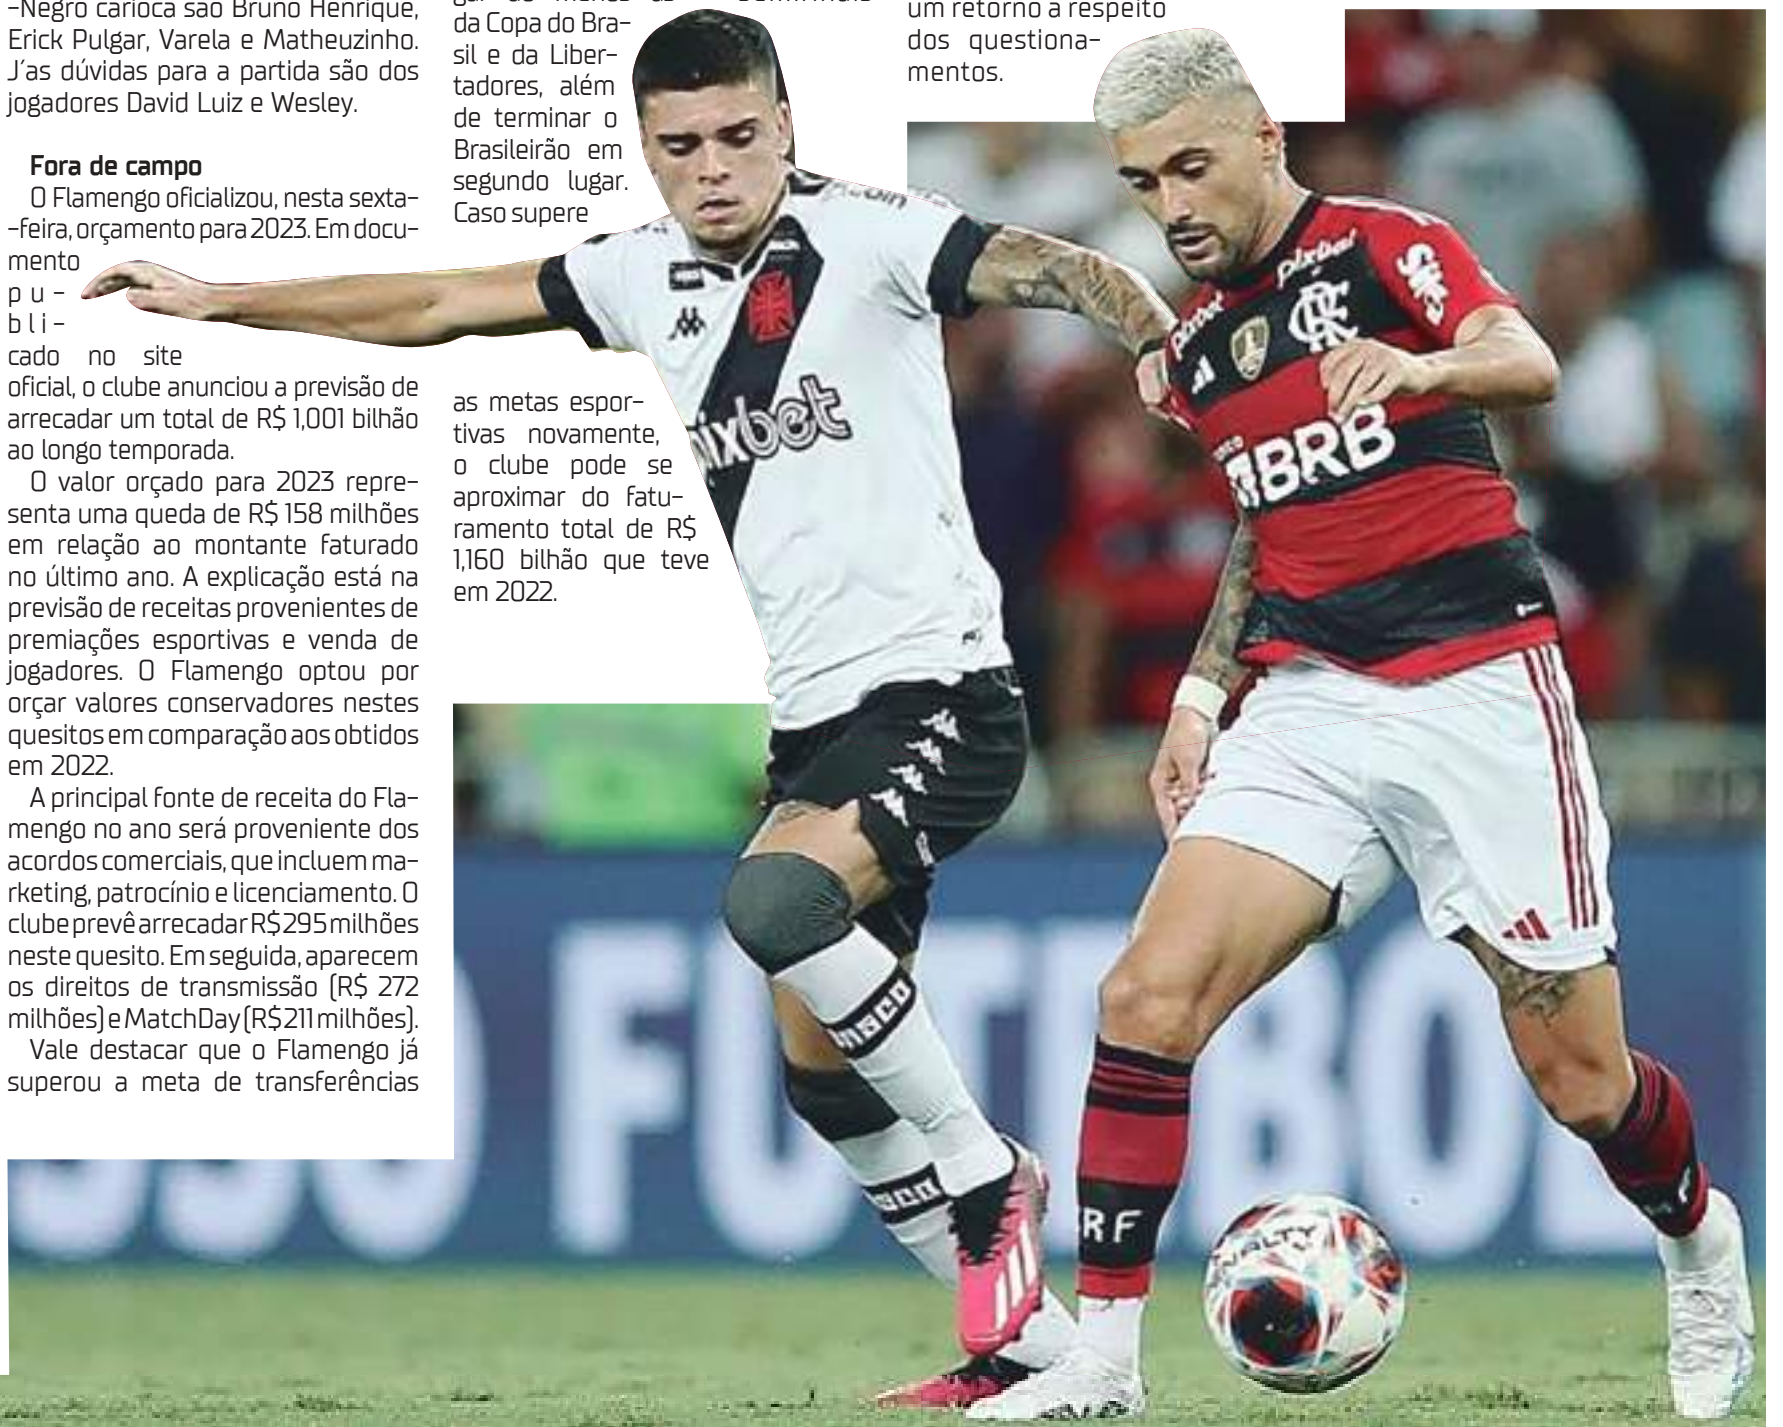 -Negro carioca são Bruno Henrique,
Erick Pulgar, Varela e Matheuzinho.
J´as dúvidas para a partida são dos
jogadores David Luiz e Wesley.
Fora de campo
O Flamengo oficializou, nesta sexta-
-feira, orçamento para 2023. Em docu-
mento
pu-
bli-
cado no site
oficial, o clube anunciou a previsão de
arrecadar um total de R$ 1,001 bilhão
ao longo temporada.
O valor orçado para 2023 repre-
senta uma queda de R$ 158 milhões
em relação ao montante faturado
no último ano. A explicação está na
previsão de receitas provenientes de
premiações esportivas e venda de
jogadores. O Flamengo optou por
orçar valores conservadores nestes
quesitos em comparação aos obtidos
em 2022.
A principal fonte de receita do Fla-
mengo no ano será proveniente dos
acordos comerciais, que incluem ma-
rketing, patrocínio e licenciamento. O
clube prevê arrecadar R$ 295 milhões
neste quesito. Em seguida, aparecem
os direitos de transmissão (R$ 272
milhões) e MatchDay (R$ 211 milhões).
Vale destacar que o Flamengo já
superou a meta de transferências
da Copa do Bra-
sil e da Liber-
tadores, além
de terminar o
Brasileirão em
segundo lugar.
Caso supere
as metas espor-
tivas novamente,
o clube pode se
aproximar do fatu-
ramento total de R$
1,160 bilhão que teve
em 2022.
um retorno a respeito
dos questiona-
mentos.
pixbet
pixbet
pixbet
BRB
FUTEBOL
RF
PENALTY